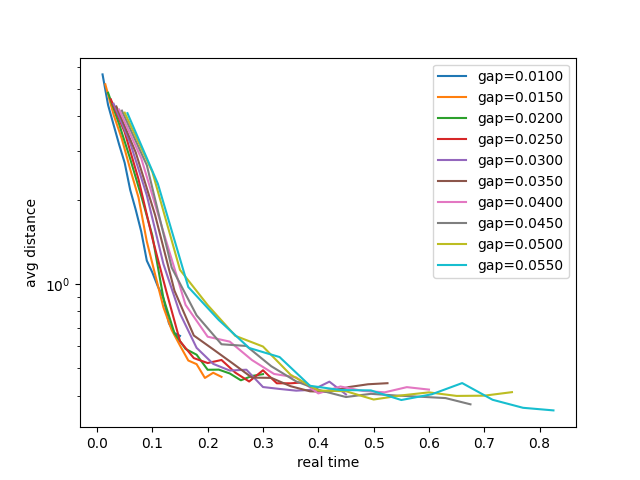 gap=0.0100
gap=0.0150
gap=0.0200
gap=0.0250
gap=0.0300
gap=0.0350
gap=0.0400
gap=0.0450
gap=0.0500
gap=0.0550
avg distance
10⁰
0.0 0.1 0.2 0.3 0.4 0.5 0.6 0.7 0.8
real time